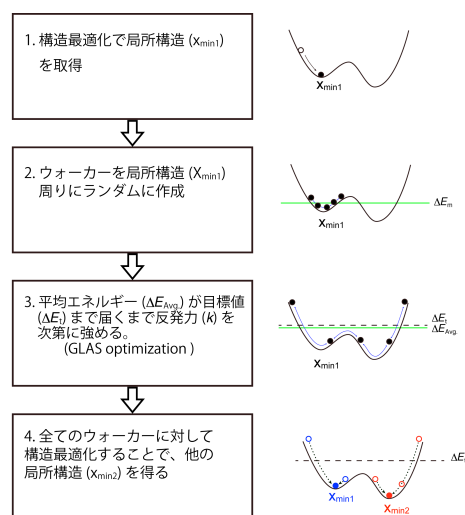 1. 構造最適化で局所構造 (xmin1)
を取得
xmin1
2. ウォーカーを局所構造 (Xmin1)
周りにランダムに作成
ΔEm
xmin1
3. 平均エネルギー (ΔEAvg.) が目標値
(ΔEt) まで届くまで反発力 (k) を
次第に強める。
(GLAS optimization )
ΔEt
ΔEAvg.
xmin1
4. 全てのウォーカーに対して
構造最適化することで、他の
局所構造 (xmin2) を得る
ΔEt
xmin1
xmin2